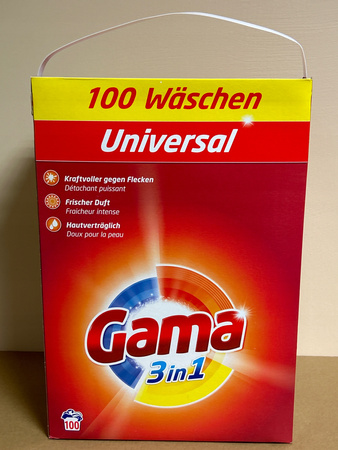 100 Wäschen
Universal
Kraftvoller gegen Flecken
Détachant puissant
Frischer Duft
Fraîcheur intense
Hautverträglich
Doux pour la peau
Gama
3in1
100